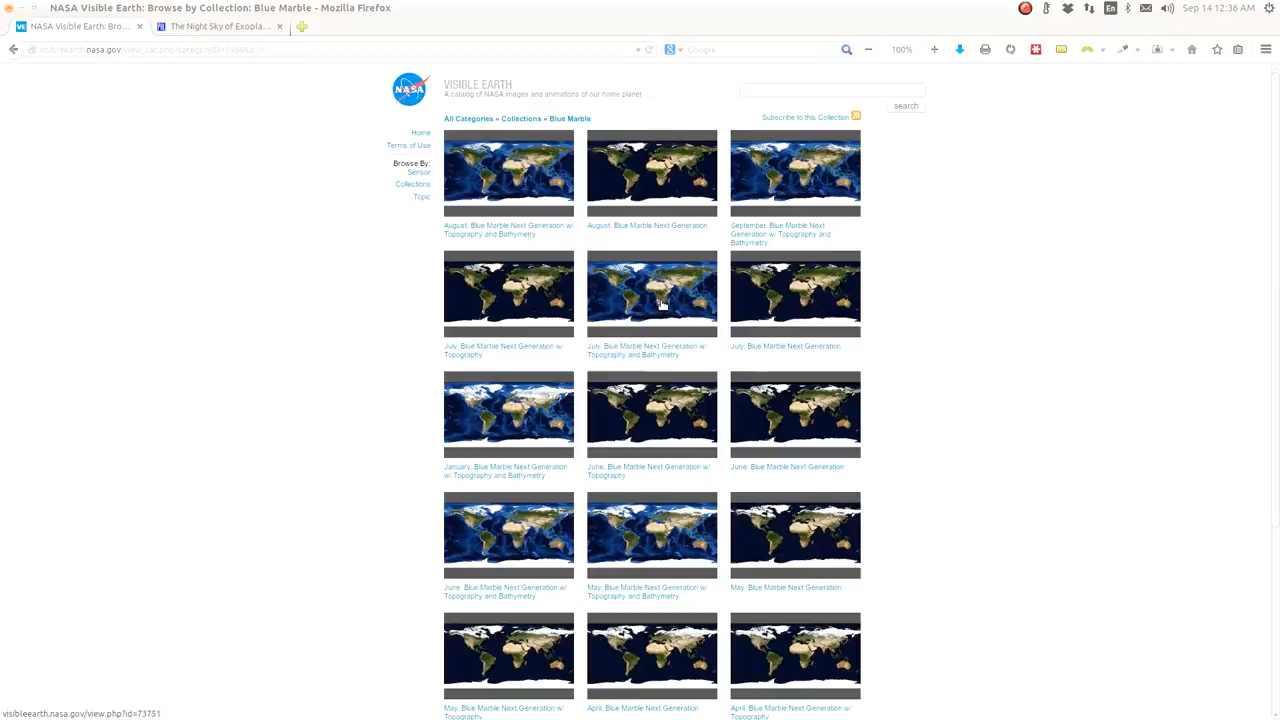 NASA Visible Earth: Browse by Collection: Blue Marble - Mozilla Firefox
En
Sep 14 12:36 AM
VE NASA Visible Earth: Bro... ×
The Night Sky of Exopla... ×
Google
100%
NASA
VISIBLE EARTH
A catalog of NASA images and animations of our home planet
search
All Categories » Collections » Blue Marble
Subscribe to this Collection
Home
Terms of Use
Browse By:
Sensor
Collections
Topic
August, Blue Marble Next Generation w/
Topography and Bathymetry
August, Blue Marble Next Generation
September, Blue Marble Next
Generation w/ Topography and
Bathymetry
July, Blue Marble Next Generation w/
Topography
July, Blue Marble Next Generation w/
Topography and Bathymetry
July, Blue Marble Next Generation
January, Blue Marble Next Generation
w/ Topography and Bathymetry
June, Blue Marble Next Generation w/
Topography
June, Blue Marble Next Generation
June, Blue Marble Next Generation w/
Topography and Bathymetry
May, Blue Marble Next Generation w/
Topography and Bathymetry
May, Blue Marble Next Generation
May, Blue Marble Next Generation w/
Topography
April, Blue Marble Next Generation
April, Blue Marble Next Generation w/
Topography
visibleearth.nasa.gov/view.php?id=73751